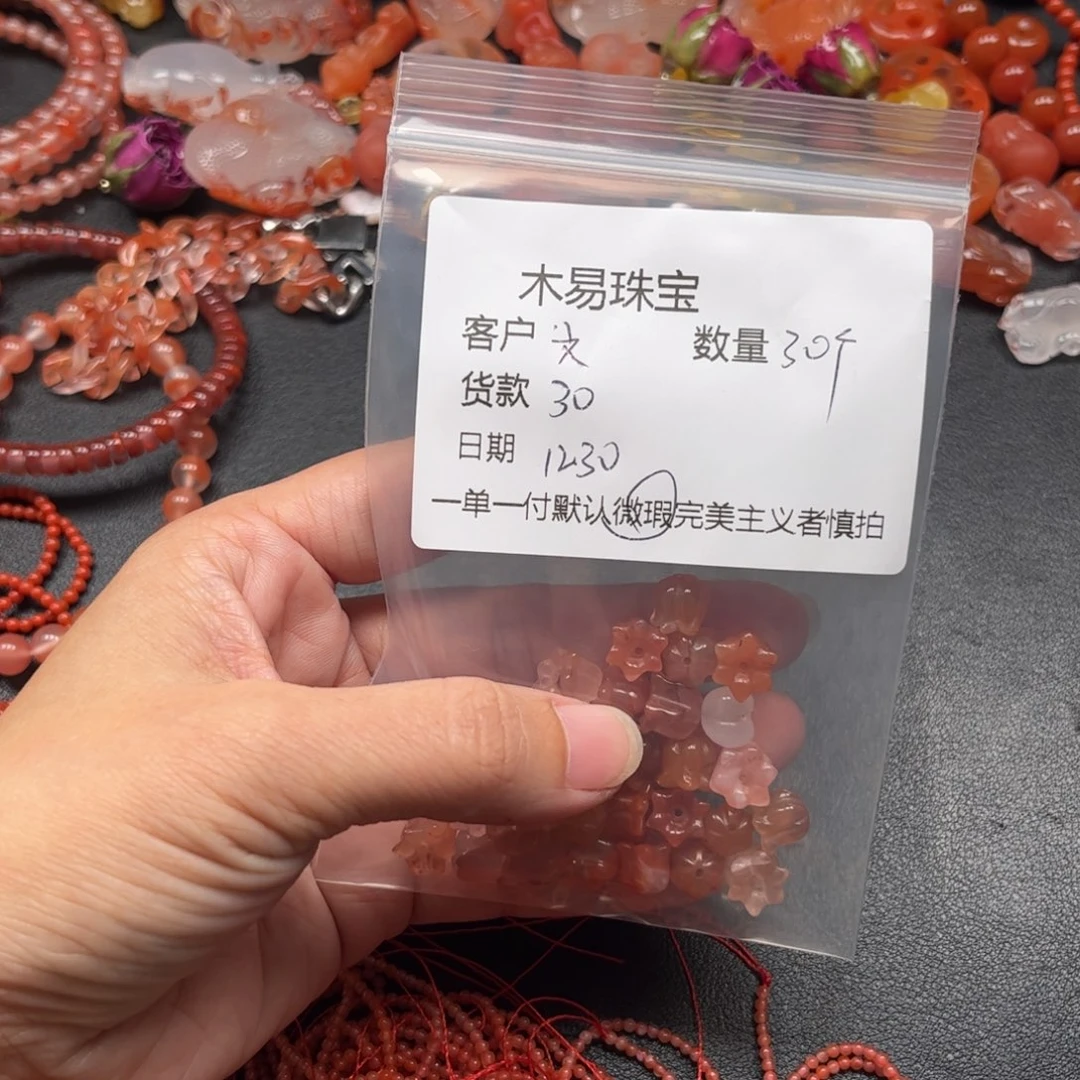 木易珠宝
客户 文 数量 30个
货款 30
日期 1230
一单一付默认微瑕完美主义者慎拍